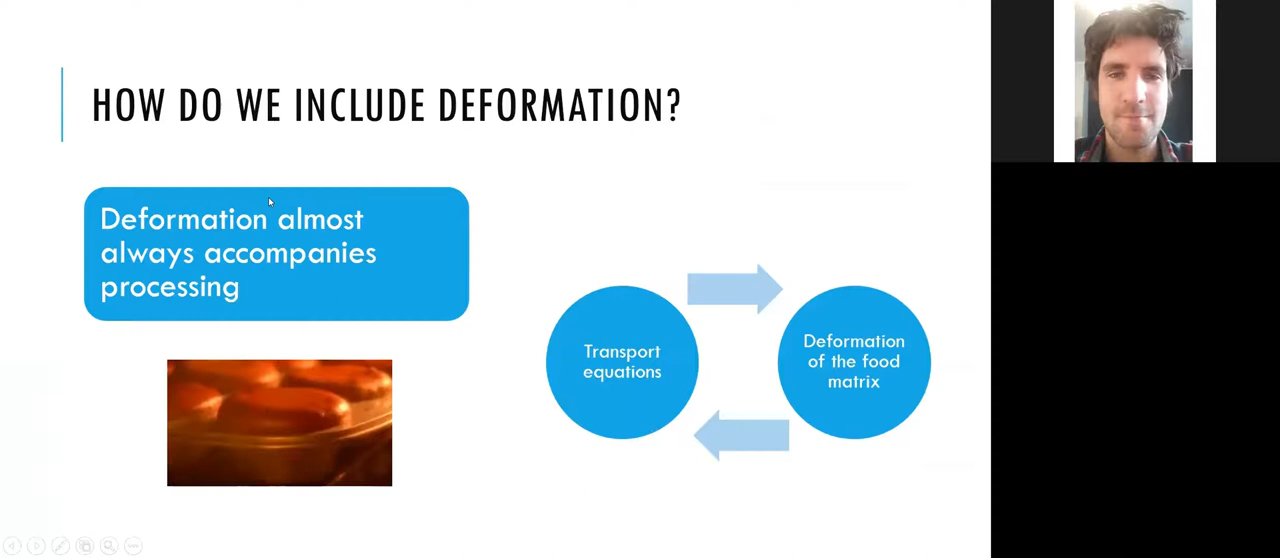 HOW DO WE INCLUDE DEFORMATION?
Deformation almost
always accompanies
processing
Transport
equations
Deformation
of the food
matrix